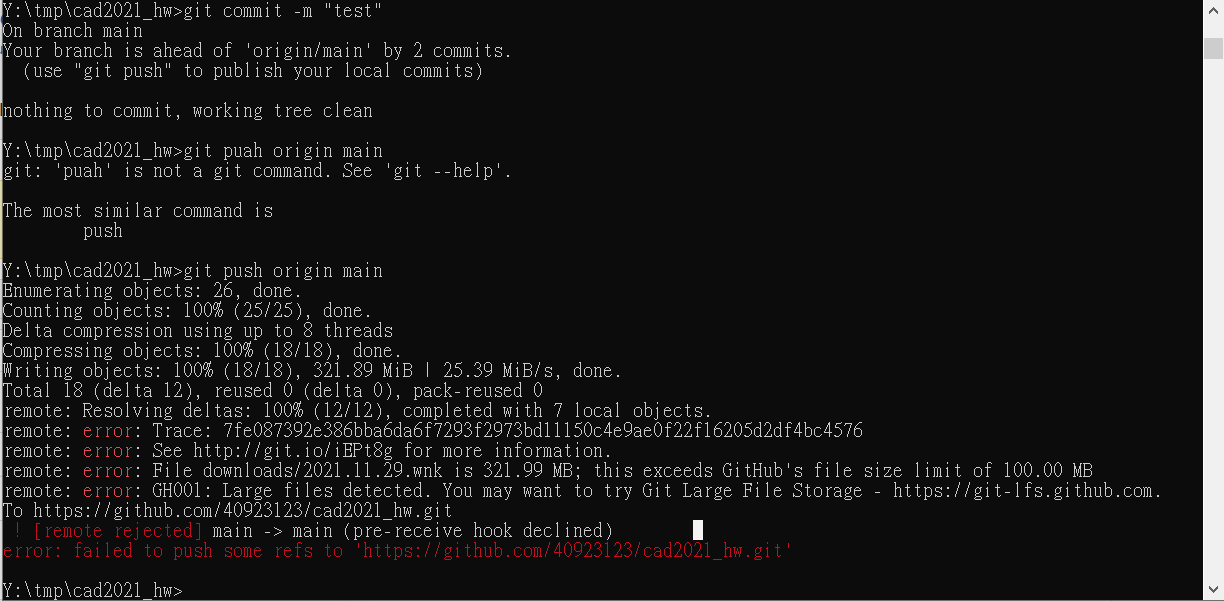 Y:\tmp\cad2021_hw>git commit -m "test"
On branch main
Your branch is ahead of 'origin/main' by 2 commits.
  (use "git push" to publish your local commits)
nothing to commit, working tree clean
Y:\tmp\cad2021_hw>git puah origin main
git: 'puah' is not a git command. See 'git --help'.
The most similar command is
        push
Y:\tmp\cad2021_hw>git push origin main
Enumerating objects: 26, done.
Counting objects: 100% (25/25), done.
Delta compression using up to 8 threads
Compressing objects: 100% (18/18), done.
Writing objects: 100% (18/18), 321.89 MiB | 25.39 MiB/s, done.
Total 18 (delta 12), reused 0 (delta 0), pack-reused 0
remote: Resolving deltas: 100% (12/12), completed with 7 local objects.
remote: error: Trace: 7fe087392e386bba6da6f7293f2973bd11150c4e9ae0f22f16205d2df4bc4576
remote: error: See http://git.io/iEPt8g for more information.
remote: error: File downloads/2021.11.29.wnk is 321.99 MB; this exceeds GitHub's file size limit of 100.00 MB
remote: error: GH001: Large files detected. You may want to try Git Large File Storage - https://git-lfs.github.com.
To https://github.com/40923123/cad2021_hw.git
 ! [remote rejected] main -> main (pre-receive hook declined)
error: failed to push some refs to 'https://github.com/40923123/cad2021_hw.git'
Y:\tmp\cad2021_hw>